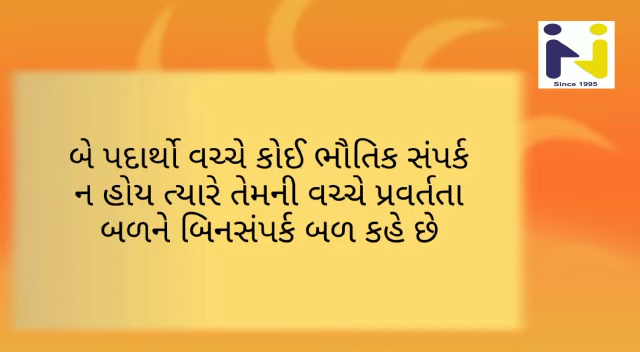 Since 1995
બે પદાર્થો વચ્ચે કોઈ ભૌતિક સંપર્ક
ન હોય ત્યારે તેમની વચ્ચે પ્રવર્તતા
બળને બિનસંપર્ક બળ કહે છે